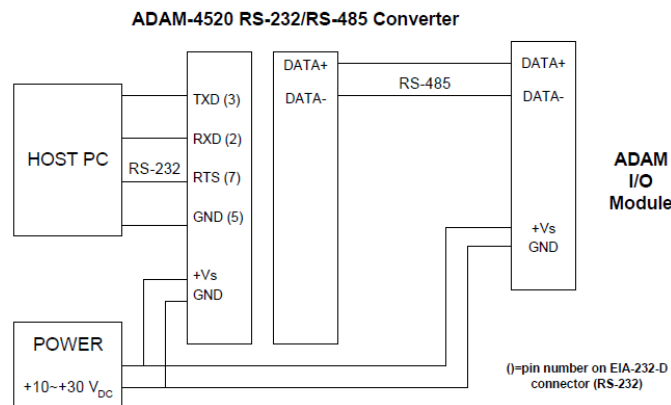 ADAM-4520 RS-232/RS-485 Converter
HOST PC
RS-232
TXD (3)
RXD (2)
RTS (7)
GND (5)
+Vs
GND
DATA+
DATA-
RS-485
DATA+
DATA-
+Vs
GND
ADAM
I/O
Module
POWER
+10~+30 VDC
()=pin number on EIA-232-D
connector (RS-232)